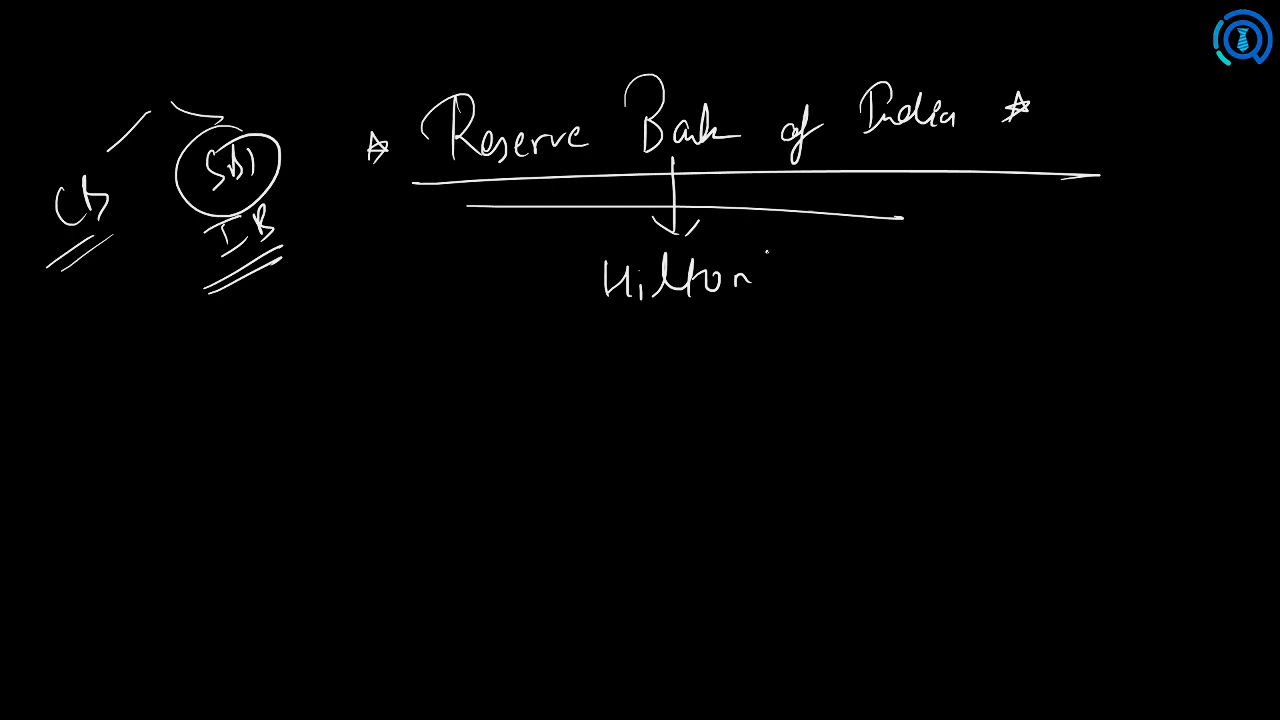 ☆ Reserve Bank of India ☆
CB
SBI
IB
Hilton